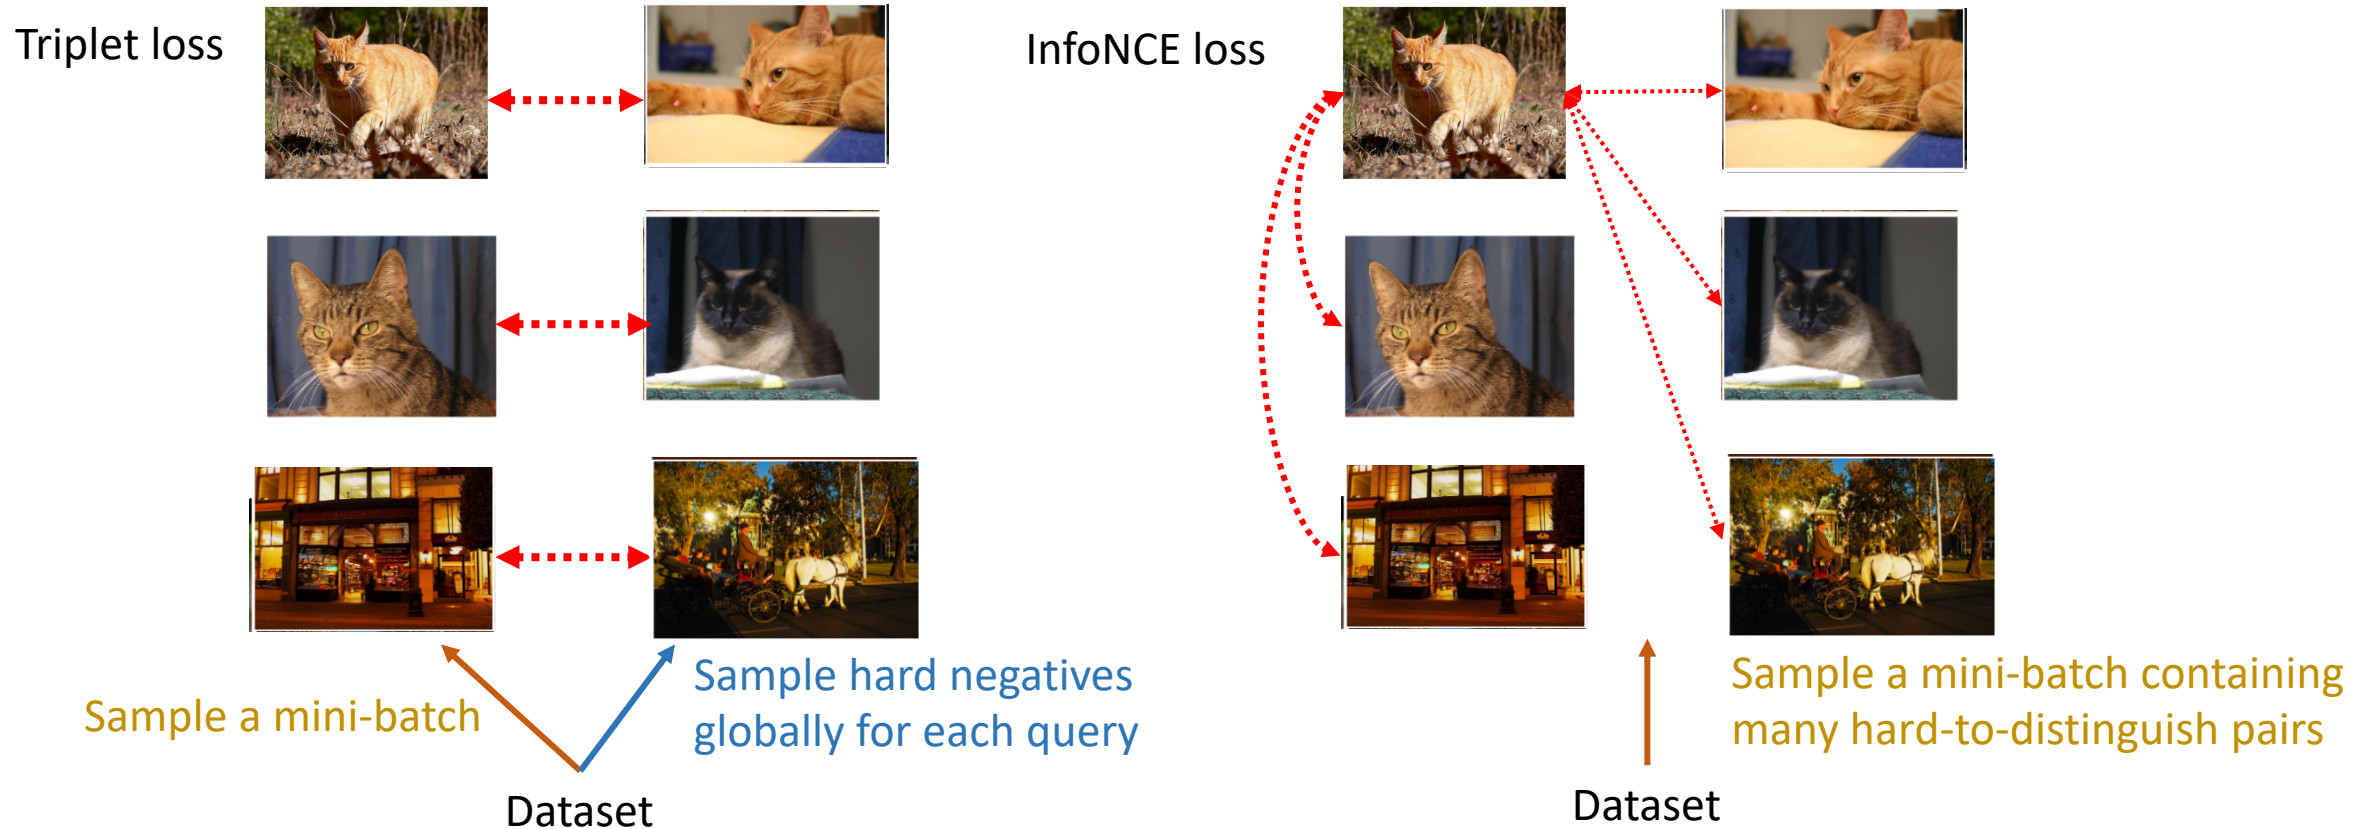 Triplet loss
Sample a mini-batch
Sample hard negatives
globally for each query
Dataset
InfoNCE loss
Sample a mini-batch containing
many hard-to-distinguish pairs
Dataset